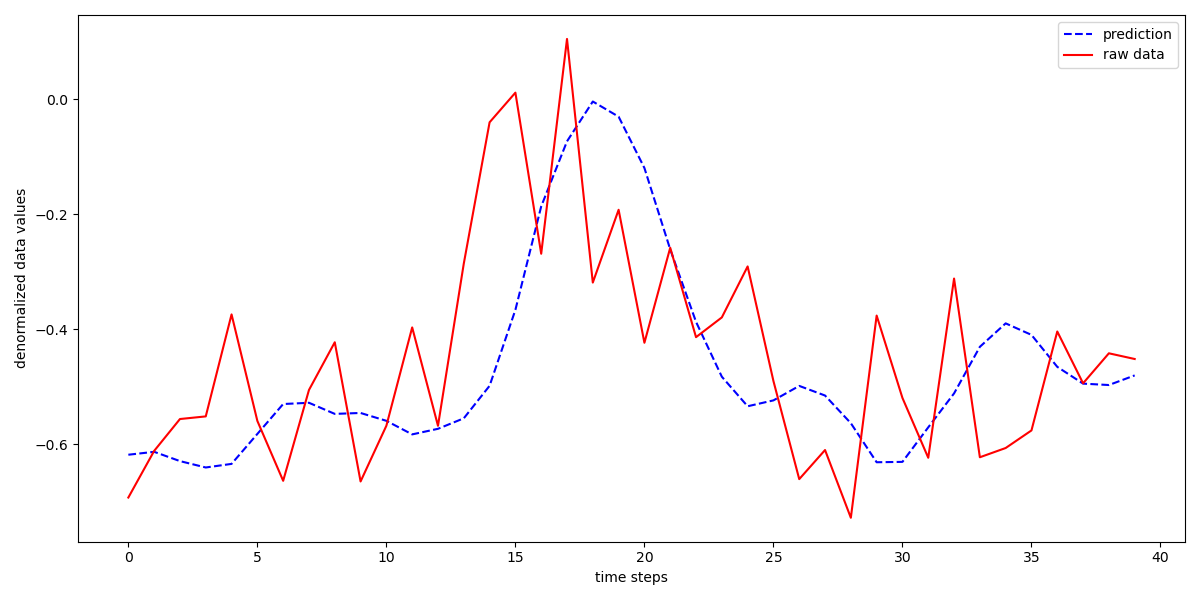 prediction
raw data
denormalized data values
0.0
−0.2
−0.4
−0.6
0 5 10 15 20 25 30 35 40
time steps